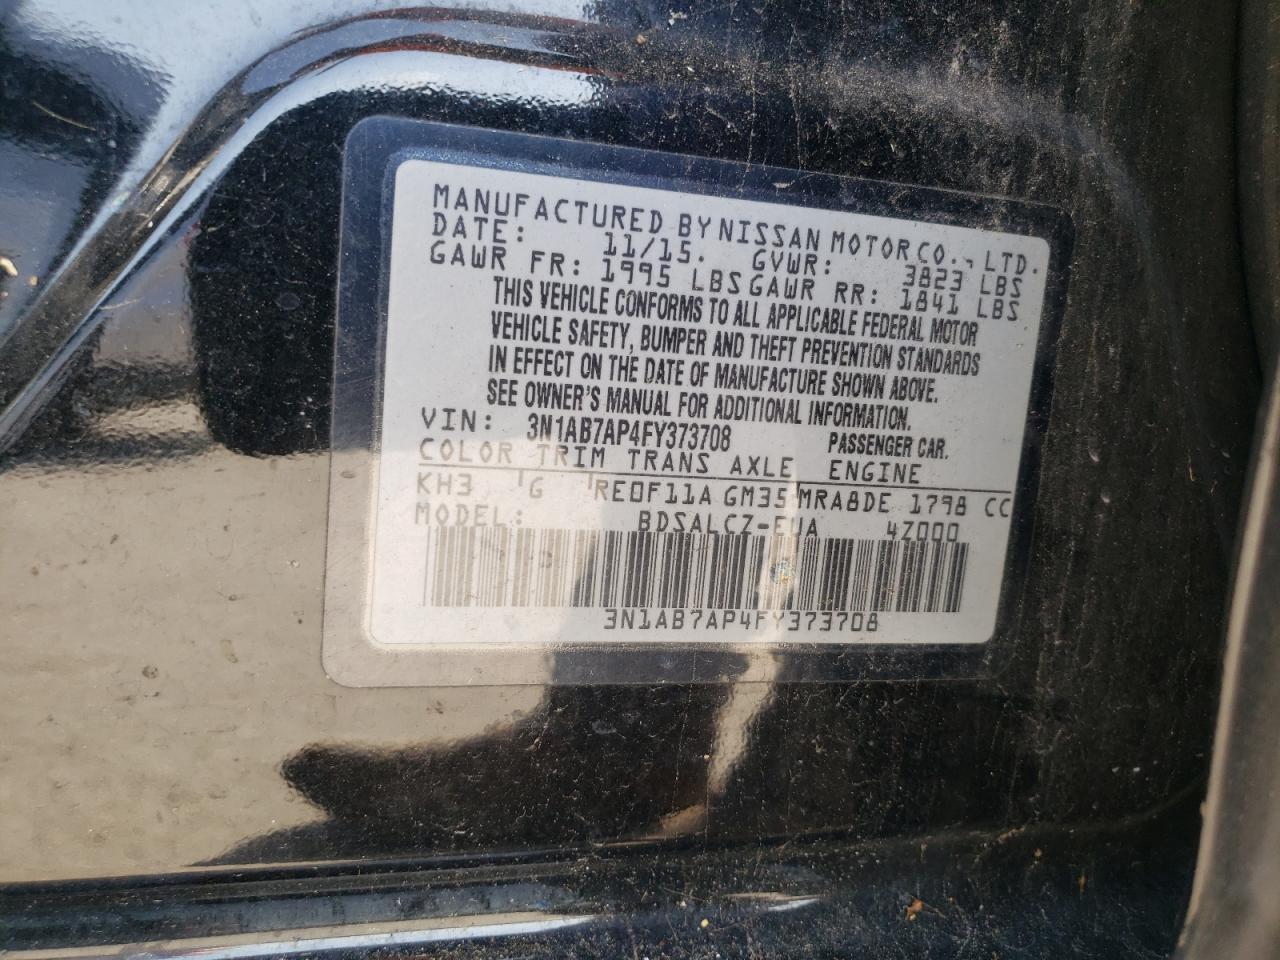 MANUFACTURED BY NISSAN MOTOR CO., LTD.
DATE: 11/15. GVWR: 3823 LBS
GAWR FR: 1995 LBS GAWR RR: 1841 LBS
THIS VEHICLE CONFORMS TO ALL APPLICABLE FEDERAL MOTOR
VEHICLE SAFETY, BUMPER AND THEFT PREVENTION STANDARDS
IN EFFECT ON THE DATE OF MANUFACTURE SHOWN ABOVE.
SEE OWNER'S MANUAL FOR ADDITIONAL INFORMATION.
VIN: 3N1AB7AP4FY373708 PASSENGER CAR.
COLOR TRIM TRANS AXLE ENGINE
KH3 G RE0F11A GM35 MRA8DE 1798 CC
MODEL: BDSALCZ-EUA 4Z000
3N1AB7AP4FY373708